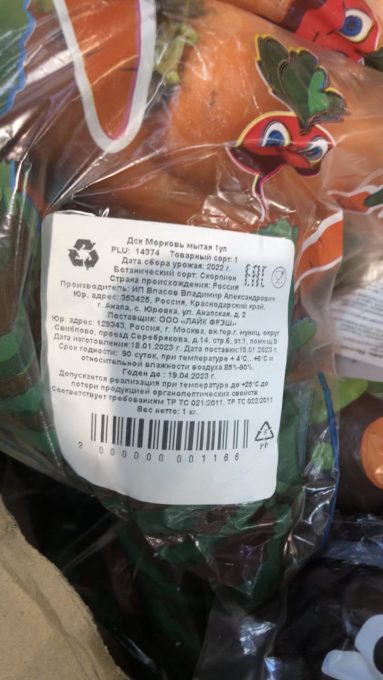 Дск Морковь мытая 1уп
PLU: 14374 Товарный сорт: 1
Дата сбора урожая: 2022 г.
Ботанический сорт: Скорпион
Страна происхождения: Россия
Производитель: ИП Власов Владимир Александрович
Юр. адрес: 353425, Россия, Краснодарский край,
г. Анапа, с. Юровка, ул. Анапская, д. 2
Поставщик: ООО «ЛАЙК ФРЭШ»
Юр. адрес: 129343, Россия, г. Москва, вн.тер.г. муниц. округ
Свиблово, проезд Серебрякова, д.14, стр.6, эт.1, помещ.9
Дата изготовления:18.01.2023 г. Дата поставки:19.01.2023 г.
Срок годности: 90 суток, при температуре +4°С...+6°С и
относительной влажности воздуха 85%-90%.
Годен до : 19.04.2023 г.
Допускается реализация при температуре до +25°С до
потери продуктом органолептических свойств
Соответствует требованиям ТР ТС 021/2011, ТР ТС 022/2011
Вес нетто: 1 кг.
2 000000 001166